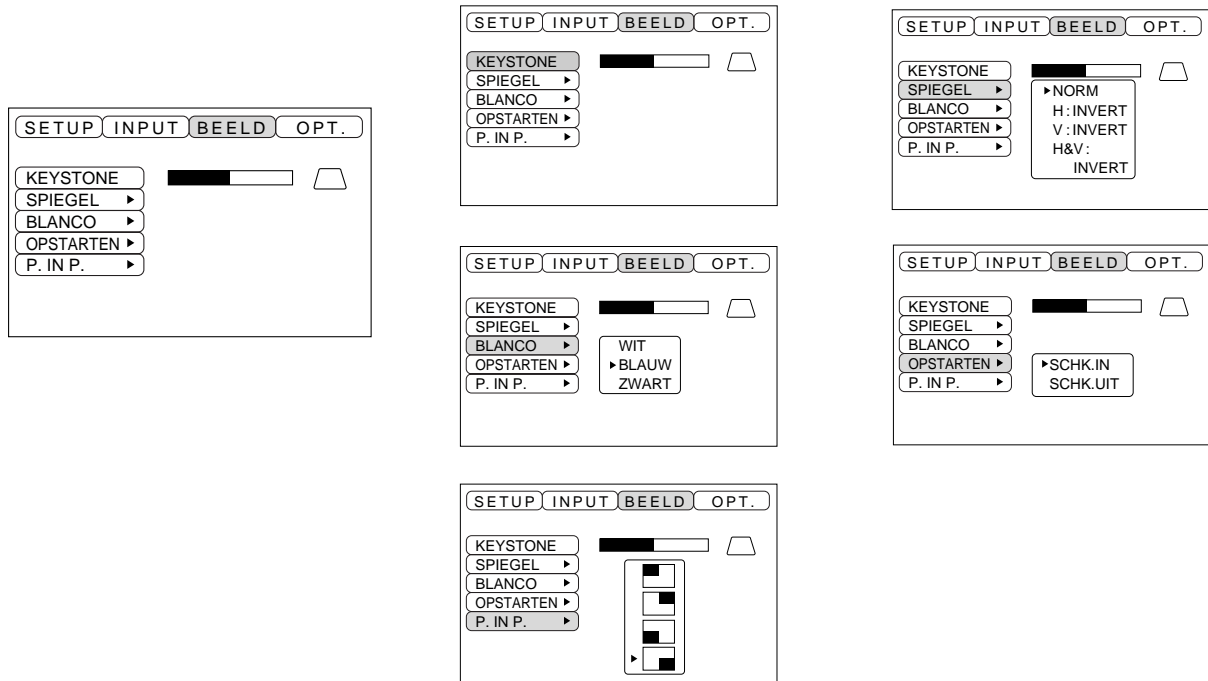 SETUP INPUT BEELD OPT.
KEYSTONE
SPIEGEL
BLANCO
OPSTARTEN
P. IN P.
SETUP INPUT BEELD OPT.
KEYSTONE
SPIEGEL
BLANCO
OPSTARTEN
P. IN P.
SETUP INPUT BEELD OPT.
KEYSTONE
SPIEGEL
BLANCO
OPSTARTEN
P. IN P.
NORM
H : INVERT
V : INVERT
H&V :
INVERT
SETUP INPUT BEELD OPT.
KEYSTONE
SPIEGEL
BLANCO
OPSTARTEN
P. IN P.
WIT
BLAUW
ZWART
SETUP INPUT BEELD OPT.
KEYSTONE
SPIEGEL
BLANCO
OPSTARTEN
P. IN P.
SCHK.IN
SCHK.UIT
SETUP INPUT BEELD OPT.
KEYSTONE
SPIEGEL
BLANCO
OPSTARTEN
P. IN P.